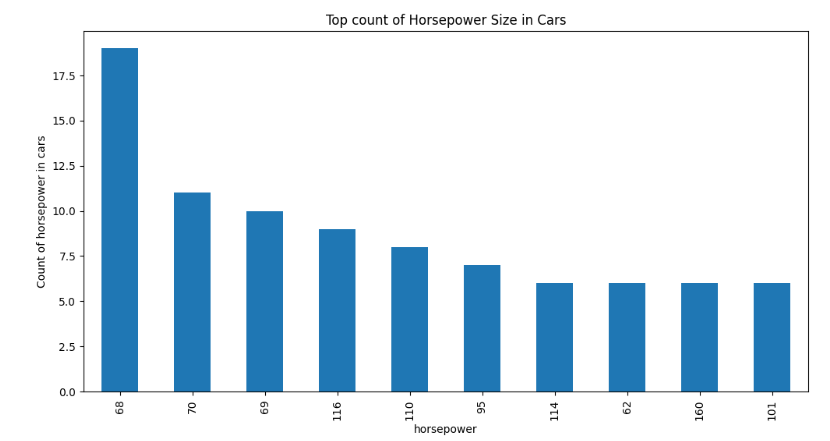 Top count of Horsepower Size in Cars
Count of horsepower in cars
17.5
15.0
12.5
10.0
7.5
5.0
2.5
0.0
68 70 69 116 110 95 114 62 160 101
horsepower